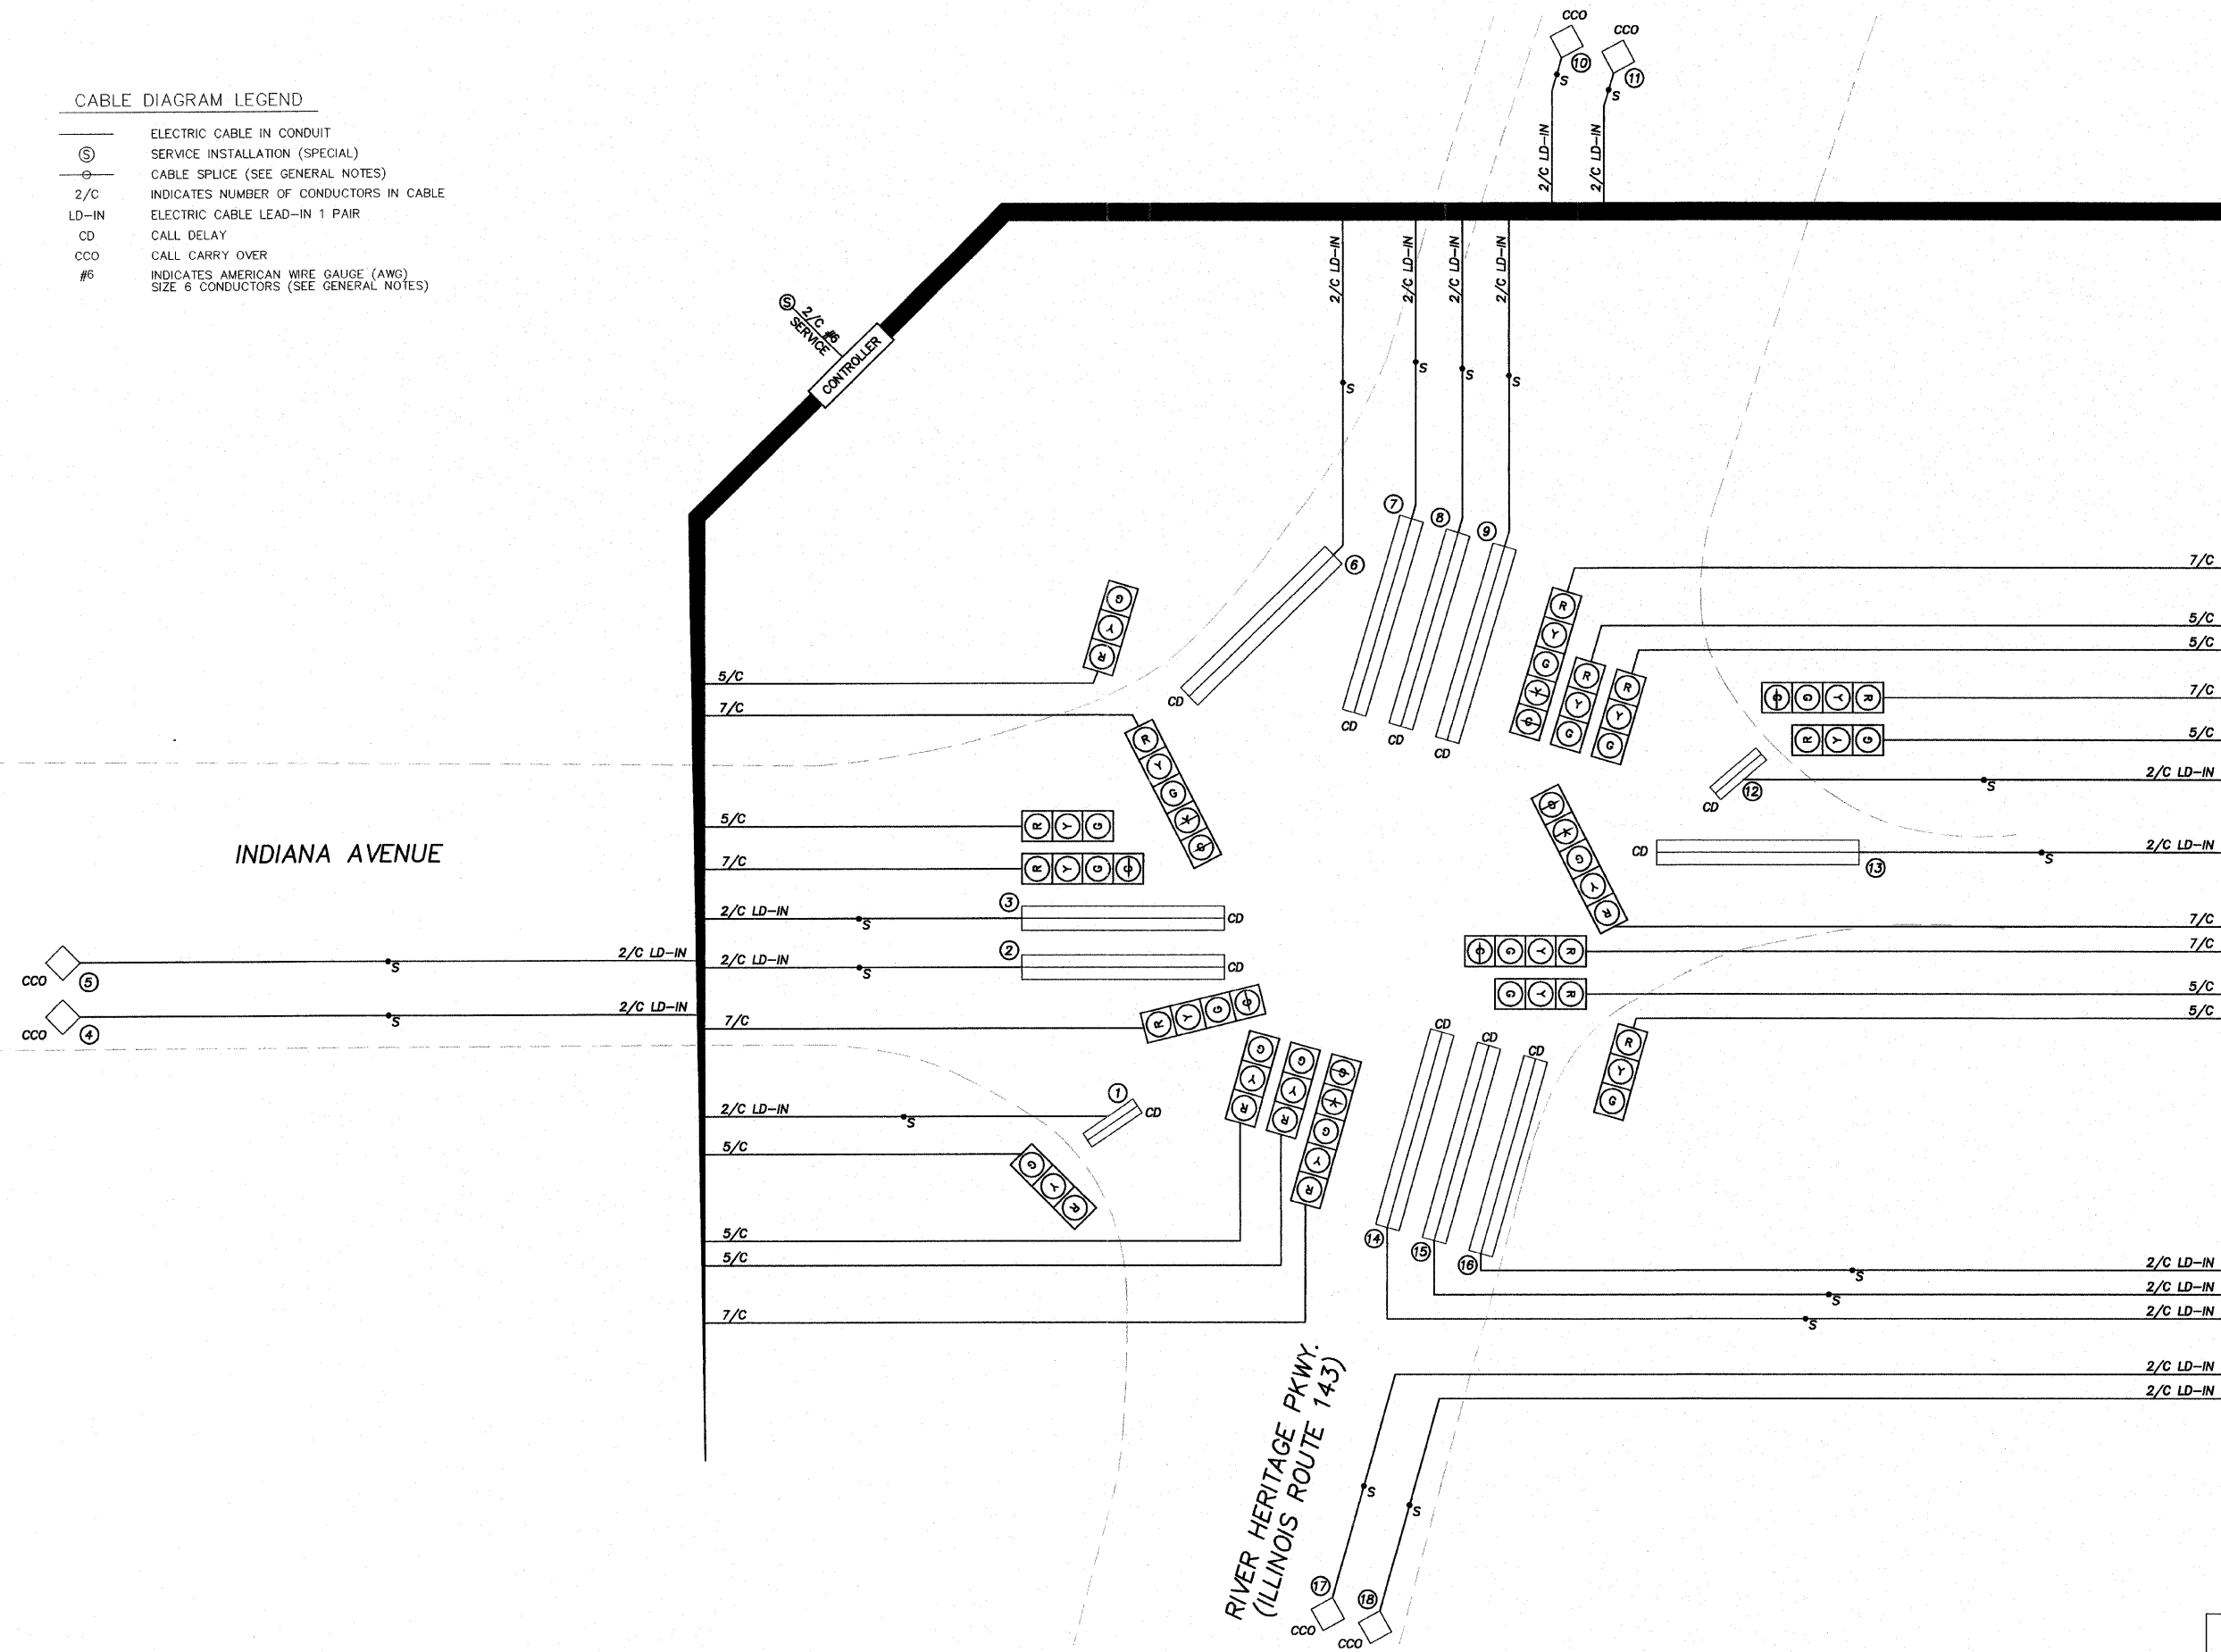 CABLE DIAGRAM LEGEND
ELECTRIC CABLE IN CONDUIT
S SERVICE INSTALLATION (SPECIAL)
CABLE SPLICE (SEE GENERAL NOTES)
2/C INDICATES NUMBER OF CONDUCTORS IN CABLE
LD-IN ELECTRIC CABLE LEAD-IN 1 PAIR
CD CALL DELAY
CCO CALL CARRY OVER
#6 INDICATES AMERICAN WIRE GAUGE (AWG)
SIZE 6 CONDUCTORS (SEE GENERAL NOTES)
CCO
10
S
2/C LD-IN
CCO
11
S
2/C LD-IN
S
2/C #6
SERVICE
CONTROLLER
2/C LD-IN
2/C LD-IN
2/C LD-IN
2/C LD-IN
S
S
S
S
6
7
8
9
CD
CD
CD
CD
G
Y
R
5/C
7/C
R
Y
G
Y
G
5/C
R Y G
7/C
R Y G G
2/C LD-IN
S
3
CD
2/C LD-IN
S
2
CD
7/C
R Y G G
2/C LD-IN
S
1
CD
5/C
G
Y
R
5/C
G
Y
R
5/C
G
Y
R
7/C
G
Y
G
Y
R
INDIANA AVENUE
CCO
5
S
2/C LD-IN
CCO
4
S
2/C LD-IN
R
Y
G
Y
G
7/C
R
Y
G
5/C
R
Y
G
5/C
G G Y R
7/C
R Y G
5/C
CD
12
S
2/C LD-IN
CD
13
S
2/C LD-IN
G
Y
G
Y
R
7/C
G G Y R
7/C
G Y R
5/C
R
Y
G
5/C
CD
CD
CD
14
15
16
S
2/C LD-IN
S
2/C LD-IN
S
2/C LD-IN
2/C LD-IN
2/C LD-IN
S
S
17
18
CCO
CCO
RIVER HERITAGE PKWY.
(ILLINOIS ROUTE 143)